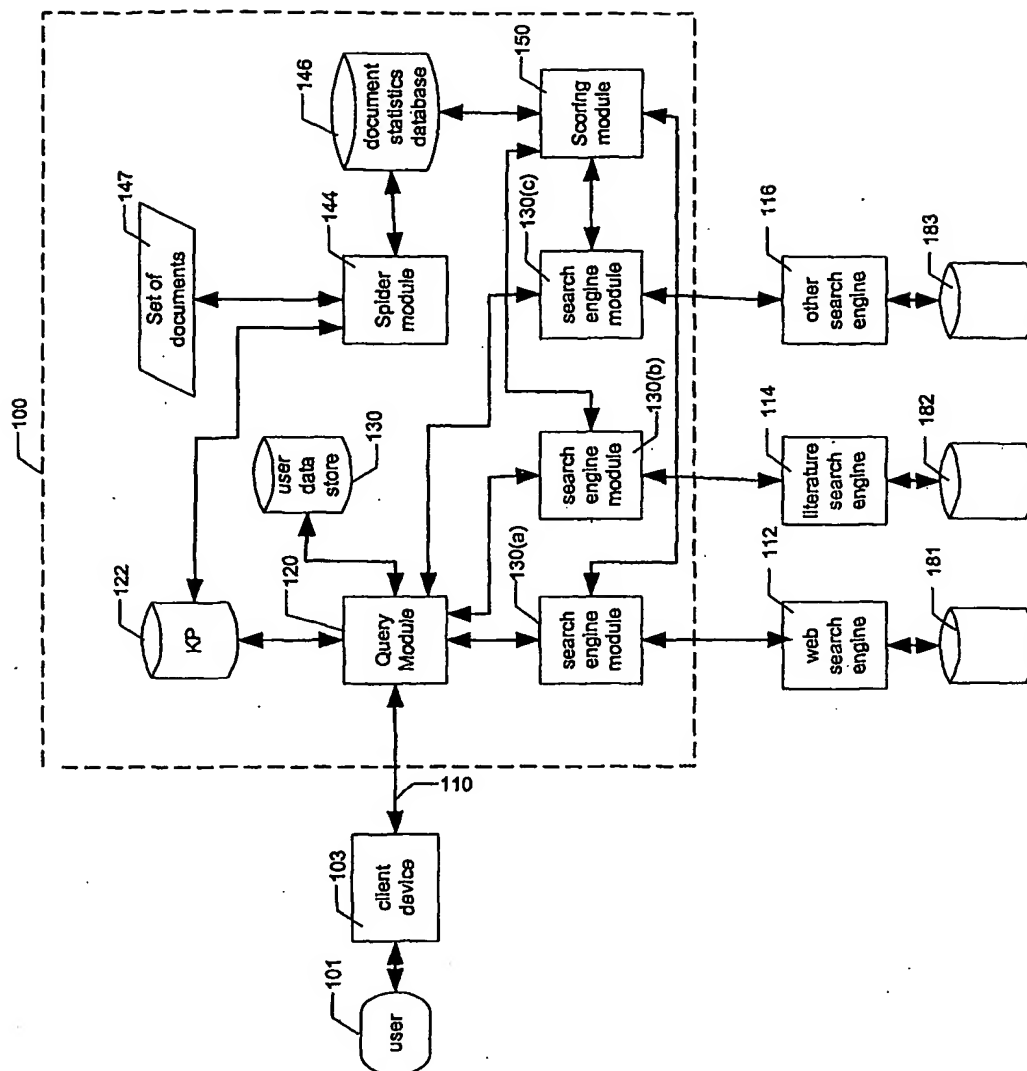 100
147
Set of
documents
122
KP
144
Spider
module
146
document
statistics
database
130
user
data
store
120
Query
Module
110
103
client
device
101
user
130(a)
search
engine
module
130(b)
search
engine
module
130(c)
search
engine
module
150
Scoring
module
112
web
search
engine
114
literature
search
engine
116
other
search
engine
181
182
183